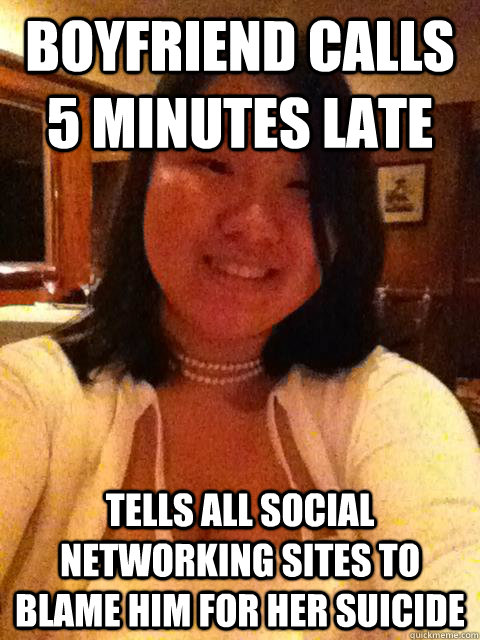 BOYFRIEND CALLS
5 MINUTES LATE
TELLS ALL SOCIAL
NETWORKING SITES TO
BLAME HIM FOR HER SUICIDE
quickmeme.com